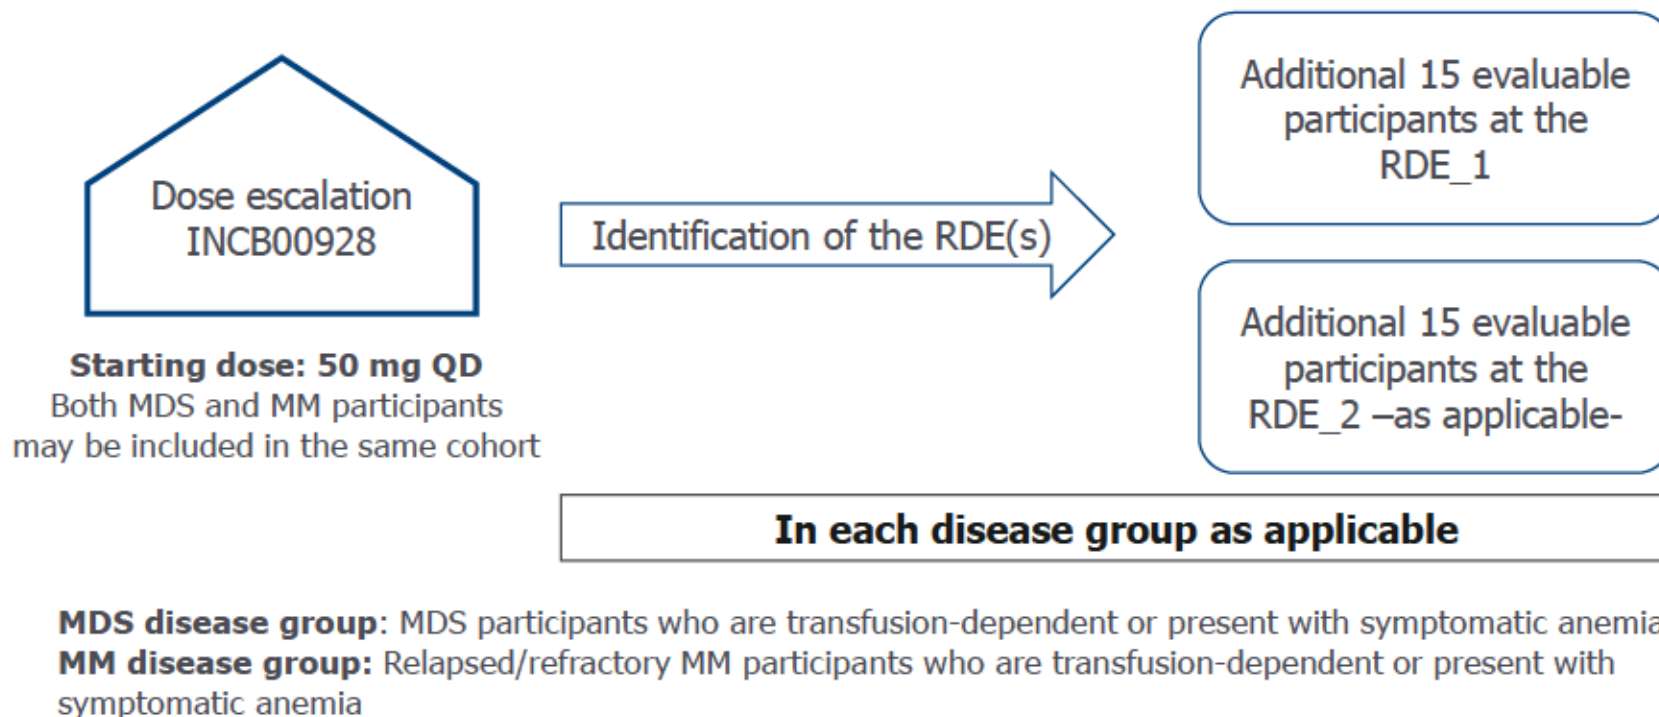 Dose escalation
INCB00928
Starting dose: 50 mg QD
Both MDS and MM participants
may be included in the same cohort
Identification of the RDE(s)
Additional 15 evaluable
participants at the
RDE_1
Additional 15 evaluable
participants at the
RDE_2 –as applicable-
In each disease group as applicable
MDS disease group: MDS participants who are transfusion-dependent or present with symptomatic anemia
MM disease group: Relapsed/refractory MM participants who are transfusion-dependent or present with
symptomatic anemia